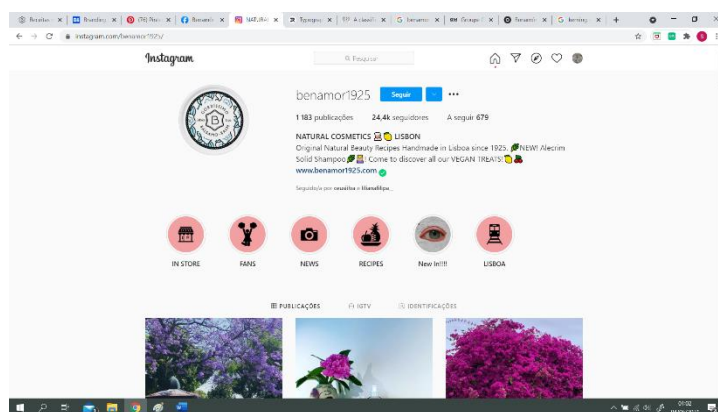 instagram.com/benamor1925/
Instagram
Pesquisar
benamor1925 Seguir
1 183 publicações 24,4k seguidores A seguir 679
NATURAL COSMETICS LISBON
Original Natural Beauty Recipes Handmade in Lisboa since 1925. NEW! Alecrim
Solid Shampoo ! Come to discover all our VEGAN TREATS!
www.benamor1925.com
Seguido/a por
IN STORE FANS NEWS RECIPES New In!!!! LISBOA
PUBLICAÇÕES IGTV IDENTIFICAÇÕES